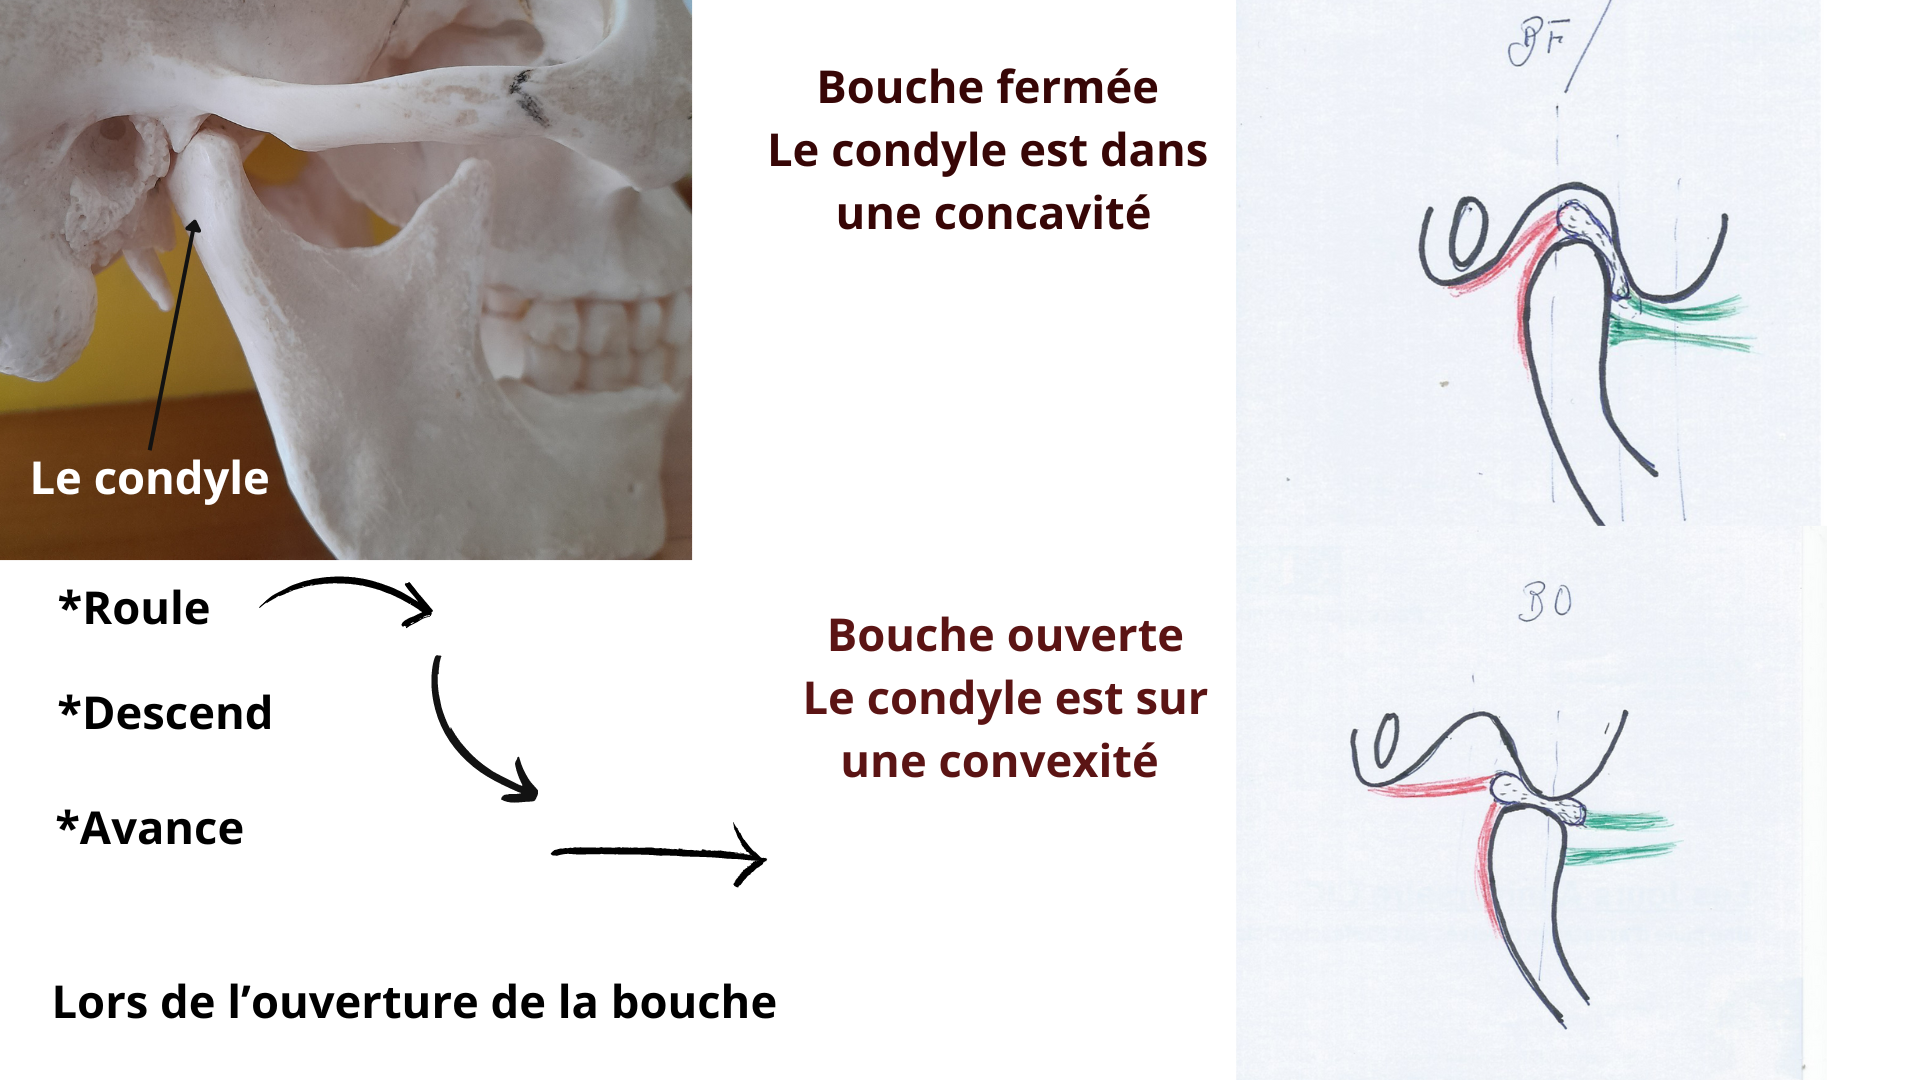 Bouche fermée
Le condyle est dans
une concavité
BF
Le condyle
*Roule
*Descend
*Avance
Bouche ouverte
Le condyle est sur
une convexité
BO
Lors de l’ouverture de la bouche